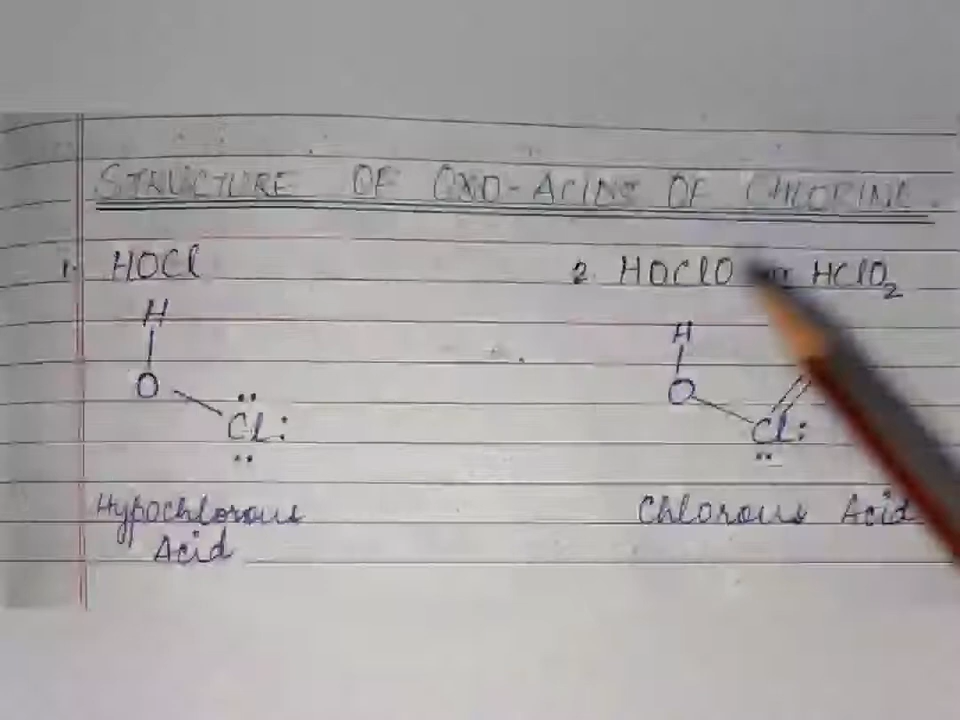 STRUCTURE OF OXO-ACIDS OF CHLORINE.
1. HOCl
2. HOClO HClO2
H
O
Cl:
H
O
Cl:
Hypochlorous
Acid
Chlorous Acid